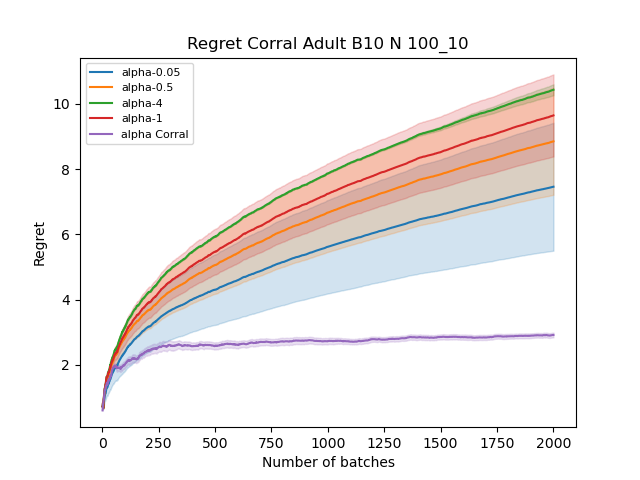 Regret Corral Adult B10 N 100_10
alpha-0.05
alpha-0.5
alpha-4
alpha-1
alpha Corral
Regret
10
8
6
4
2
0 250 500 750 1000 1250 1500 1750 2000
Number of batches